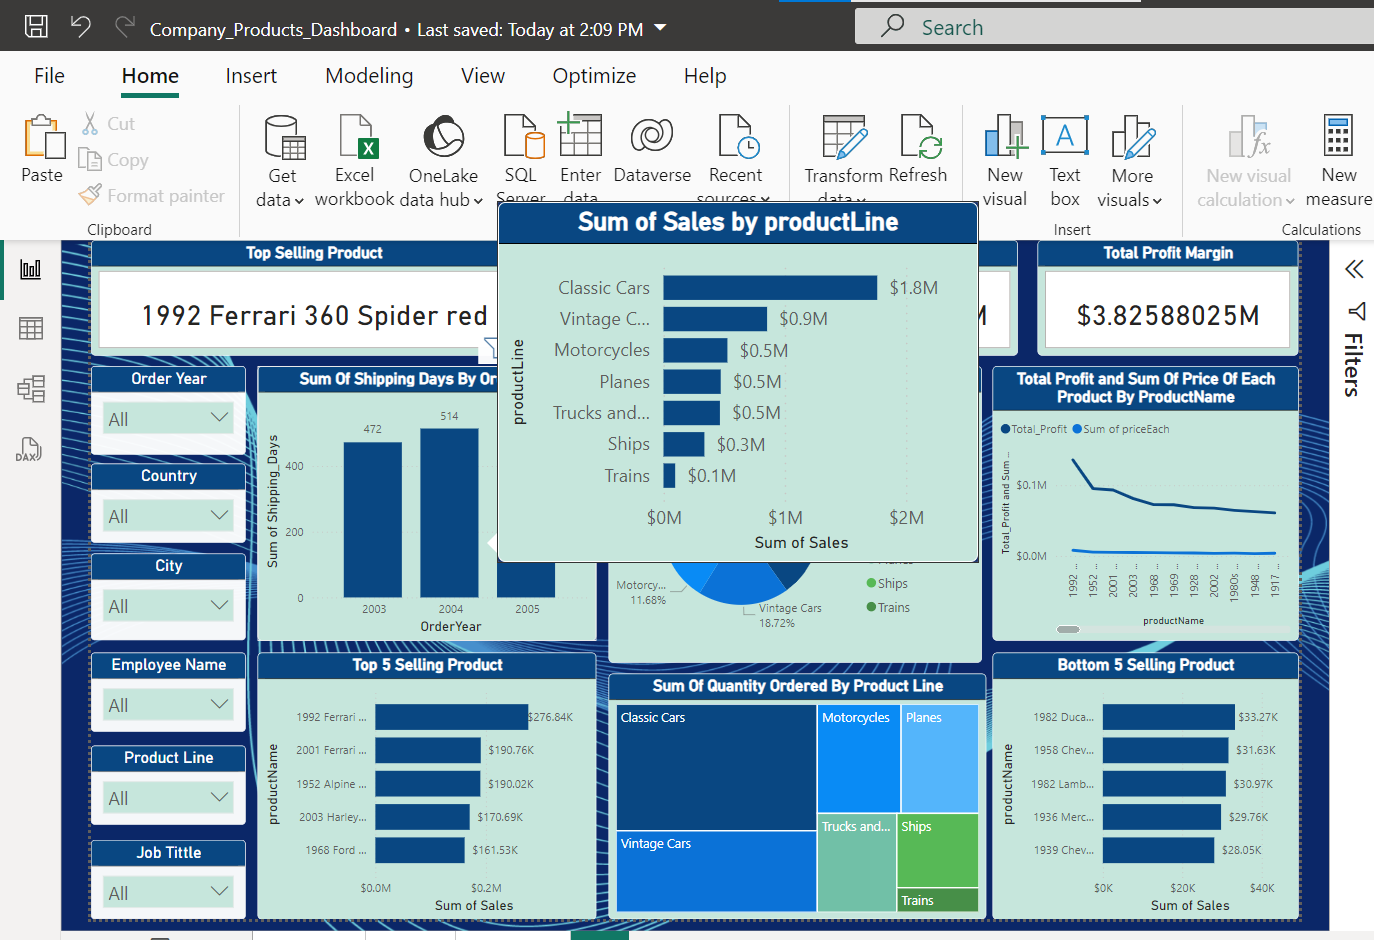 Company_Products_Dashboard • Last saved: Today at 2:09 PM
Search
File Home Insert Modeling View Optimize Help
Paste
Cut
Copy
Format painter
Clipboard
Get data
Excel workbook
OneLake data hub
SQL Server
Enter data
Dataverse
Recent sources
Transform data
Refresh
New visual
Text box
More visuals
Insert
New visual calculation
New measure
Calculations
DAX
Filters
Top Selling Product
1992 Ferrari 360 Spider red
Sum of Sales by productLine
productLine
Classic Cars $1.8M
Vintage C... $0.9M
Motorcycles $0.5M
Planes $0.5M
Trucks and... $0.5M
Ships $0.3M
Trains $0.1M
$0M $1M $2M
Sum of Sales
M
Total Profit Margin
$3.82588025M
Order Year
All
Country
All
City
All
Employee Name
All
Product Line
All
Job Tittle
All
Sum Of Shipping Days By Or
Sum of Shipping_Days
400
200
0
472
514
2003 2004 2005
OrderYear
Motorcy...
11.68%
Vintage Cars
18.72%
Planes
Ships
Trains
Total Profit and Sum Of Price Of Each
Product By ProductName
Total_Profit Sum of priceEach
Total_Profit and Sum ...
$0.1M
$0.0M
1992 ... 1952 ... 2001 ... 2003 ... 1968 ... 1969 ... 1928 ... 2002 ... 1980s ... 1948 ... 1917 ...
productName
Top 5 Selling Product
productName
1992 Ferrari ... $276.84K
2001 Ferrari ... $190.76K
1952 Alpine ... $190.02K
2003 Harley... $170.69K
1968 Ford ... $161.53K
$0.0M $0.2M
Sum of Sales
Sum Of Quantity Ordered By Product Line
Classic Cars
Vintage Cars
Motorcycles
Planes
Trucks and...
Ships
Trains
Bottom 5 Selling Product
productName
1982 Duca... $33.27K
1958 Chev... $31.63K
1982 Lamb... $30.97K
1936 Merc... $29.76K
1939 Chev... $28.05K
$0K $20K $40K
Sum of Sales